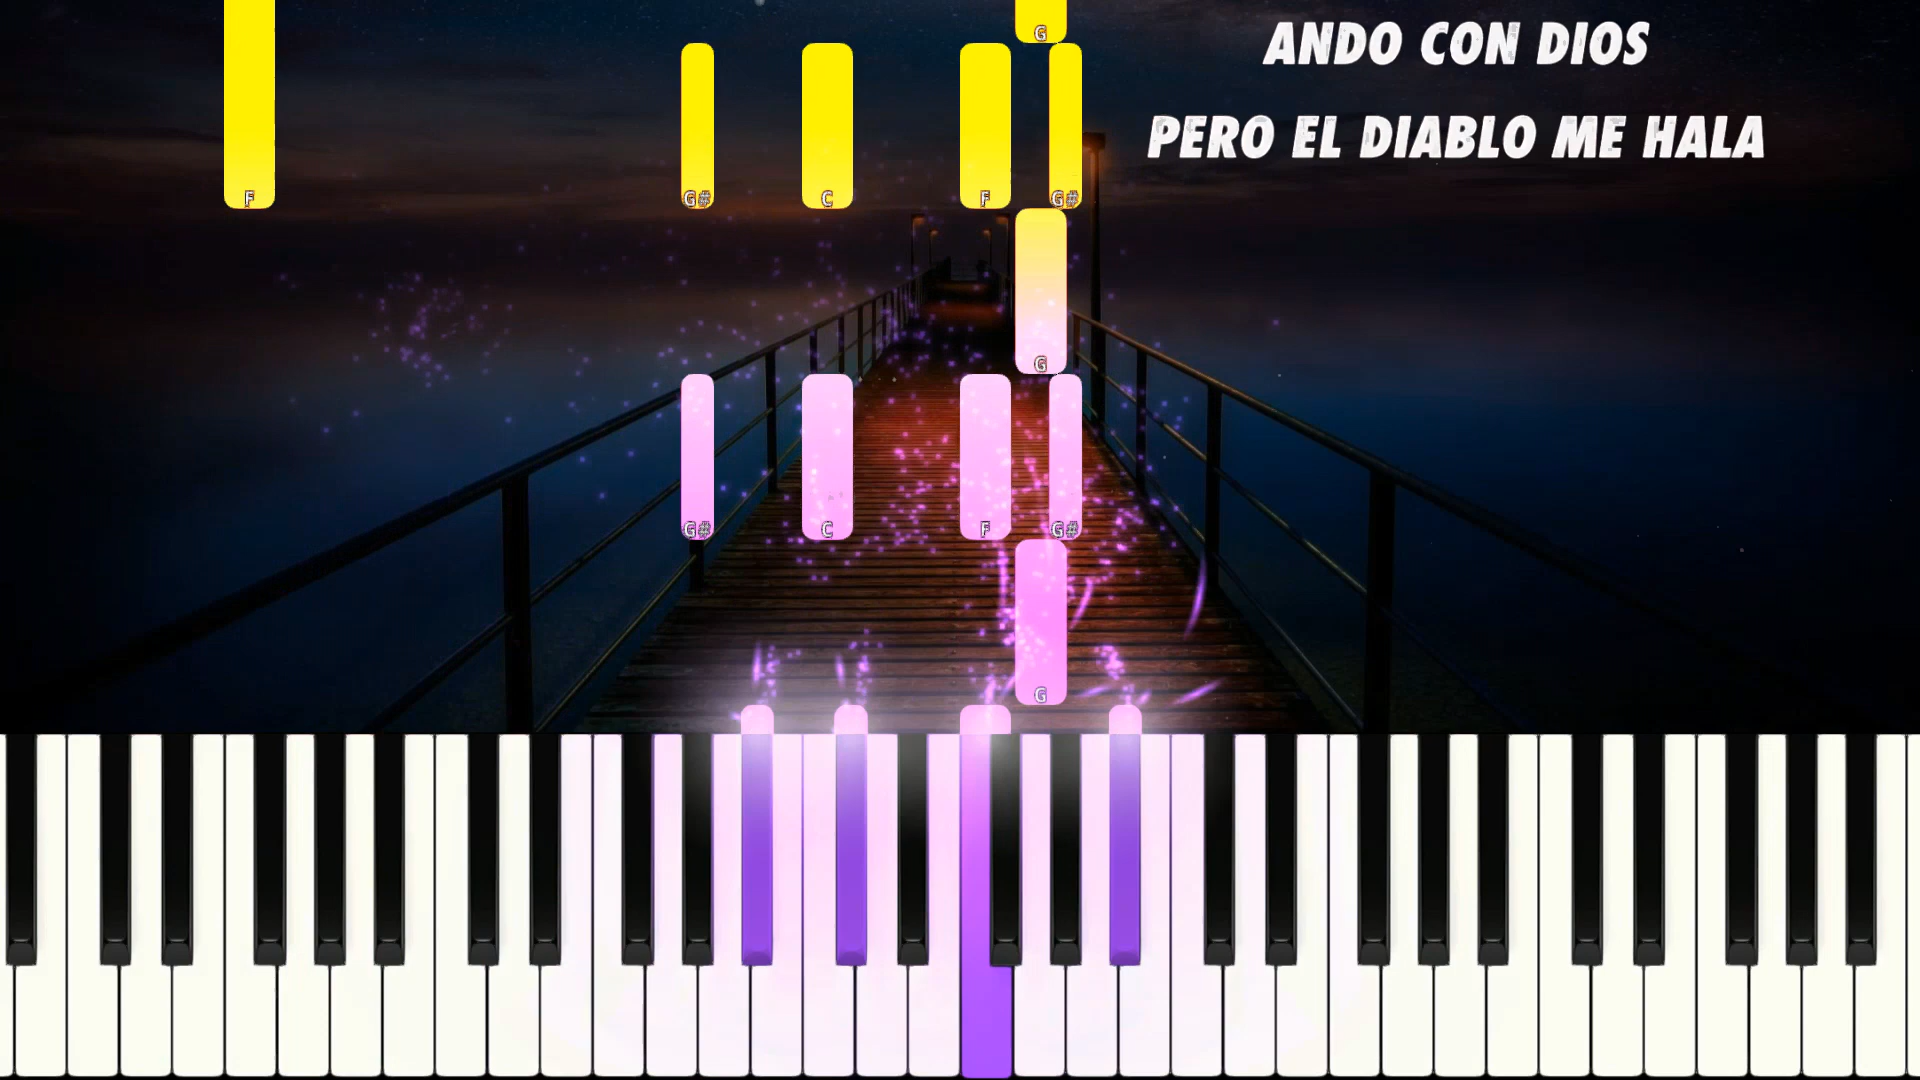 G
ANDO CON DIOS
PERO EL DIABLO ME HALA
F G# C F G#
G
G# C F G#
G